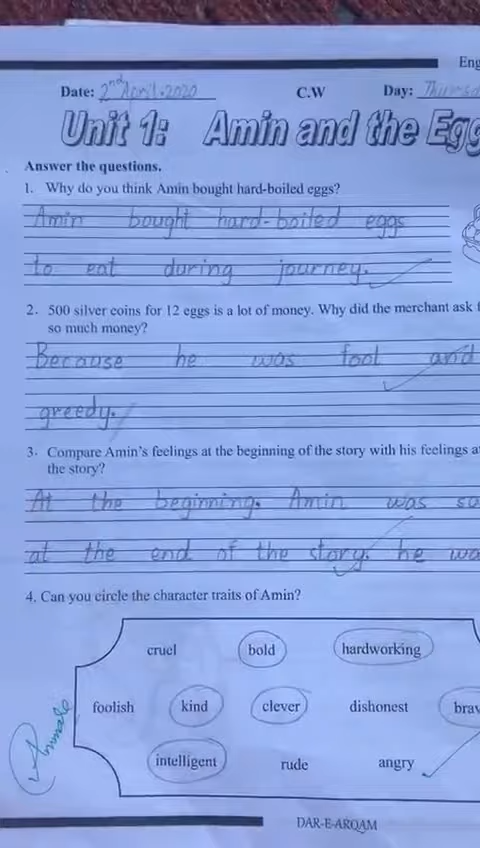 Eng
Date: 2nd April. 2020 C.W Day: Thursd
Unit 1: Amin and the Egg
Answer the questions.
1. Why do you think Amin bought hard-boiled eggs?
Amin bought hard-boiled eggs
to eat during journey.
2. 500 silver coins for 12 eggs is a lot of money. Why did the merchant ask f
so much money?
Because he was fool and
greedy.
3. Compare Amin's feelings at the beginning of the story with his feelings a
the story?
At the beginning. Amin was sa
at the end of the story. he wa
4. Can you circle the character traits of Amin?
cruel bold hardworking
foolish kind clever dishonest brav
intelligent rude angry
DAR-E-ARQAM